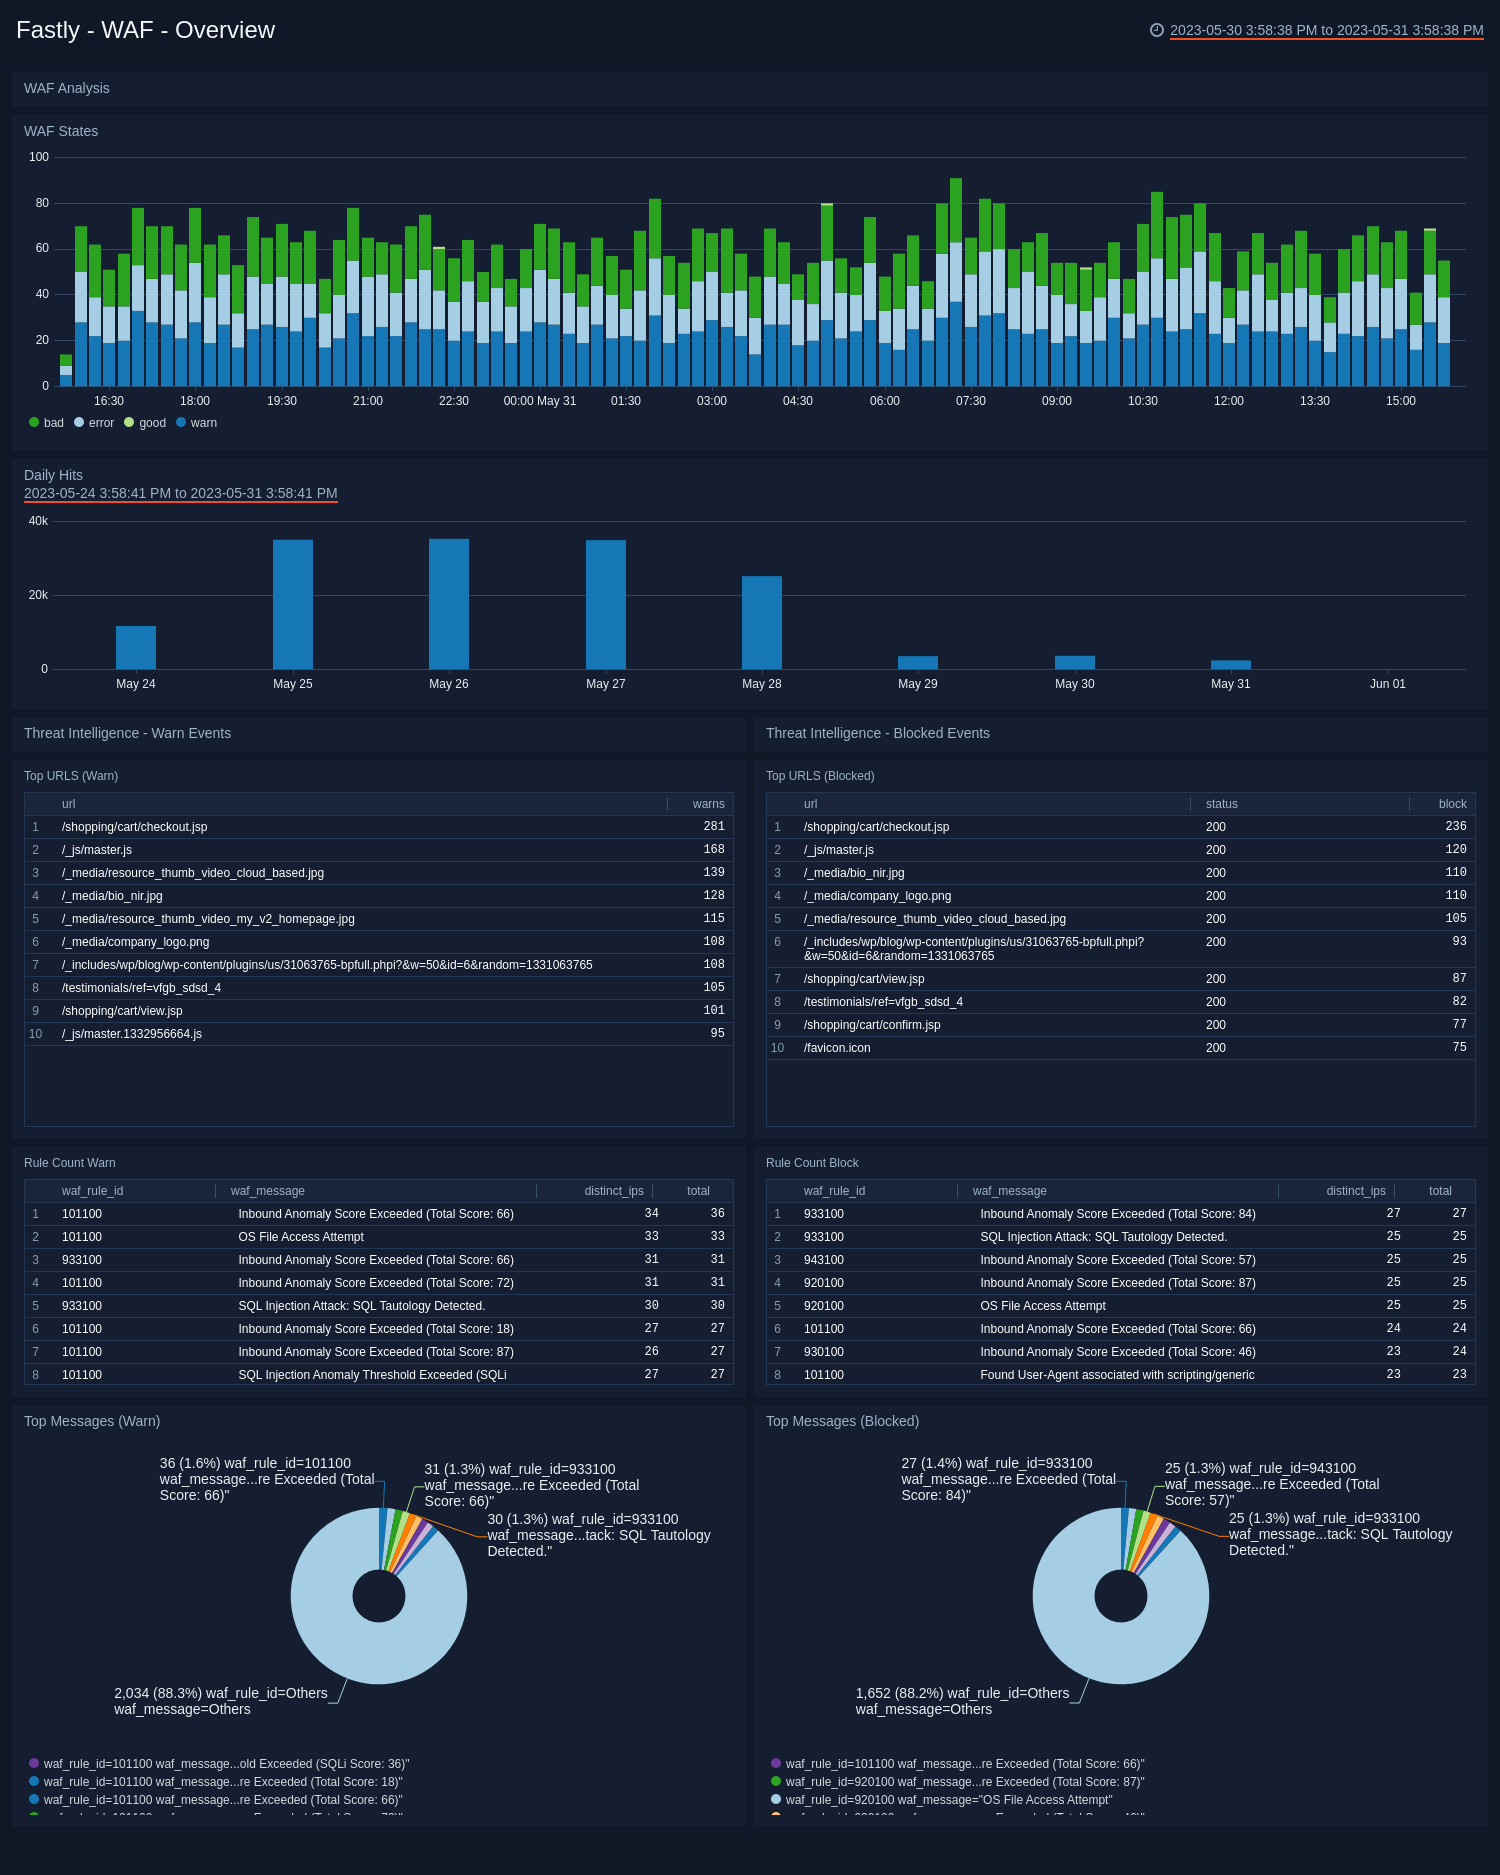 Fastly - WAF - Overview
2023-05-30 3:58:38 PM to 2023-05-31 3:58:38 PM
WAF Analysis
WAF States
100
80
60
40
20
0
16:30 18:00 19:30 21:00 22:30 00:00 May 31 01:30 03:00 04:30 06:00 07:30 09:00 10:30 12:00 13:30 15:00
bad error good warn
Daily Hits
2023-05-24 3:58:41 PM to 2023-05-31 3:58:41 PM
40k
20k
0
May 24 May 25 May 26 May 27 May 28 May 29 May 30 May 31 Jun 01
Threat Intelligence - Warn Events
Top URLS (Warn)
url warns
1 /shopping/cart/checkout.jsp 281
2 /_js/master.js 168
3 /_media/resource_thumb_video_cloud_based.jpg 139
4 /_media/bio_nir.jpg 128
5 /_media/resource_thumb_video_my_v2_homepage.jpg 115
6 /_media/company_logo.png 108
7 /_includes/wp/blog/wp-content/plugins/us/31063765-bpfull.phpi?&w=50&id=6&random=1331063765 108
8 /testimonials/ref=vfgb_sdsd_4 105
9 /shopping/cart/view.jsp 101
10 /_js/master.1332956664.js 95
Threat Intelligence - Blocked Events
Top URLS (Blocked)
url status block
1 /shopping/cart/checkout.jsp 200 236
2 /_js/master.js 200 120
3 /_media/bio_nir.jpg 200 110
4 /_media/company_logo.png 200 110
5 /_media/resource_thumb_video_cloud_based.jpg 200 105
6 /_includes/wp/blog/wp-content/plugins/us/31063765-bpfull.phpi? 200 93
&w=50&id=6&random=1331063765
7 /shopping/cart/view.jsp 200 87
8 /testimonials/ref=vfgb_sdsd_4 200 82
9 /shopping/cart/confirm.jsp 200 77
10 /favicon.icon 200 75
Rule Count Warn
waf_rule_id waf_message distinct_ips total
1 101100 Inbound Anomaly Score Exceeded (Total Score: 66) 34 36
2 101100 OS File Access Attempt 33 33
3 933100 Inbound Anomaly Score Exceeded (Total Score: 66) 31 31
4 101100 Inbound Anomaly Score Exceeded (Total Score: 72) 31 31
5 933100 SQL Injection Attack: SQL Tautology Detected. 30 30
6 101100 Inbound Anomaly Score Exceeded (Total Score: 18) 27 27
7 101100 Inbound Anomaly Score Exceeded (Total Score: 87) 26 27
8 101100 SQL Injection Anomaly Threshold Exceeded (SQLi 27 27
Rule Count Block
waf_rule_id waf_message distinct_ips total
1 933100 Inbound Anomaly Score Exceeded (Total Score: 84) 27 27
2 933100 SQL Injection Attack: SQL Tautology Detected. 25 25
3 943100 Inbound Anomaly Score Exceeded (Total Score: 57) 25 25
4 920100 Inbound Anomaly Score Exceeded (Total Score: 87) 25 25
5 920100 OS File Access Attempt 25 25
6 101100 Inbound Anomaly Score Exceeded (Total Score: 66) 24 24
7 930100 Inbound Anomaly Score Exceeded (Total Score: 46) 23 24
8 101100 Found User-Agent associated with scripting/generic 23 23
Top Messages (Warn)
36 (1.6%) waf_rule_id=101100
waf_message...re Exceeded (Total
Score: 66)"
31 (1.3%) waf_rule_id=933100
waf_message...re Exceeded (Total
Score: 66)"
30 (1.3%) waf_rule_id=933100
waf_message...tack: SQL Tautology
Detected."
2,034 (88.3%) waf_rule_id=Others
waf_message=Others
waf_rule_id=101100 waf_message...old Exceeded (SQLi Score: 36)"
waf_rule_id=101100 waf_message...re Exceeded (Total Score: 18)"
waf_rule_id=101100 waf_message...re Exceeded (Total Score: 66)"
Top Messages (Blocked)
27 (1.4%) waf_rule_id=933100
waf_message...re Exceeded (Total
Score: 84)"
25 (1.3%) waf_rule_id=943100
waf_message...re Exceeded (Total
Score: 57)"
25 (1.3%) waf_rule_id=933100
waf_message...tack: SQL Tautology
Detected."
1,652 (88.2%) waf_rule_id=Others
waf_message=Others
waf_rule_id=101100 waf_message...re Exceeded (Total Score: 66)"
waf_rule_id=920100 waf_message...re Exceeded (Total Score: 87)"
waf_rule_id=920100 waf_message="OS File Access Attempt"